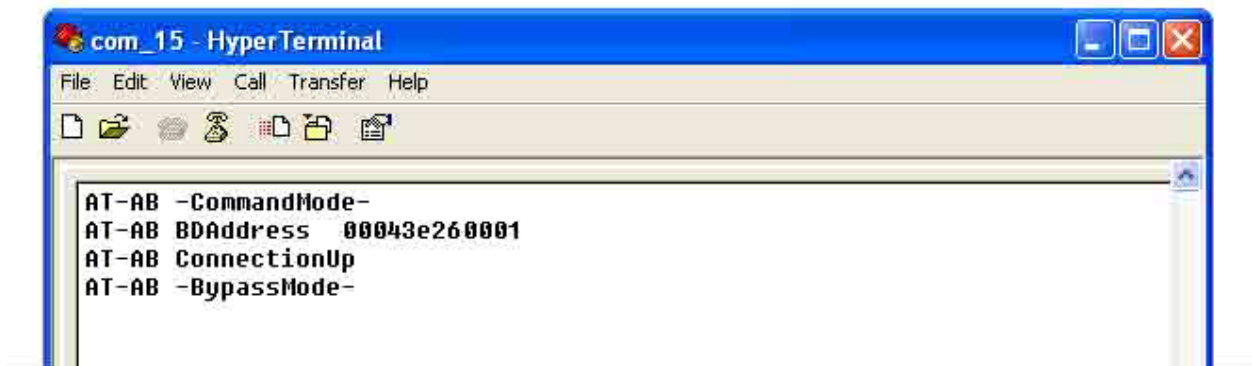 com_15 - HyperTerminal
File Edit View Call Transfer Help
AT-AB -CommandMode-
AT-AB BDAddress 00043e260001
AT-AB ConnectionUp
AT-AB -BypassMode-